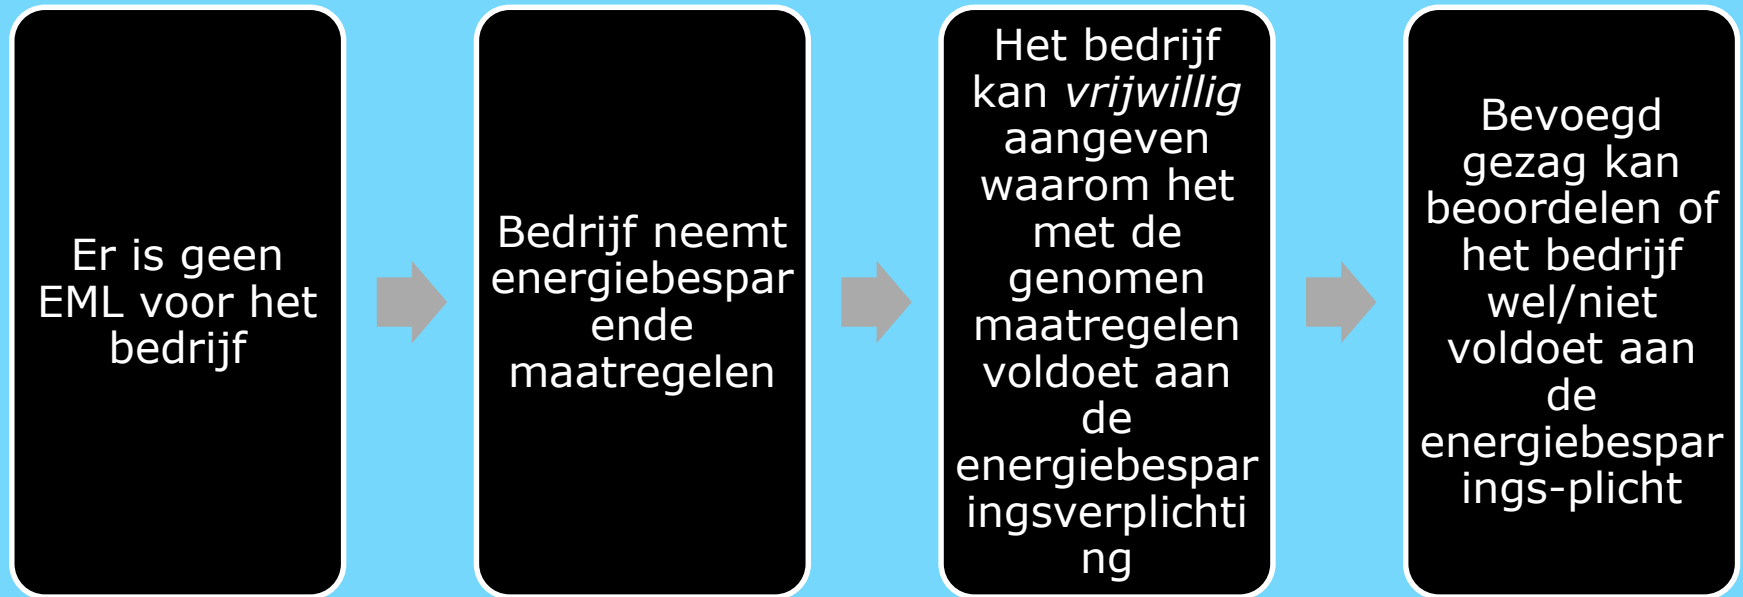 Er is geen
EML voor het
bedrijf
Bedrijf neemt
energiebespar
ende
maatregelen
Het bedrijf
kan vrijwillig
aangeven
waarom het
met de
genomen
maatregelen
voldoet aan
de
energiebespar
ingsverplichti
ng
Bevoegd
gezag kan
beoordelen of
het bedrijf
wel/niet
voldoet aan
de
energiebespar
ings-plicht